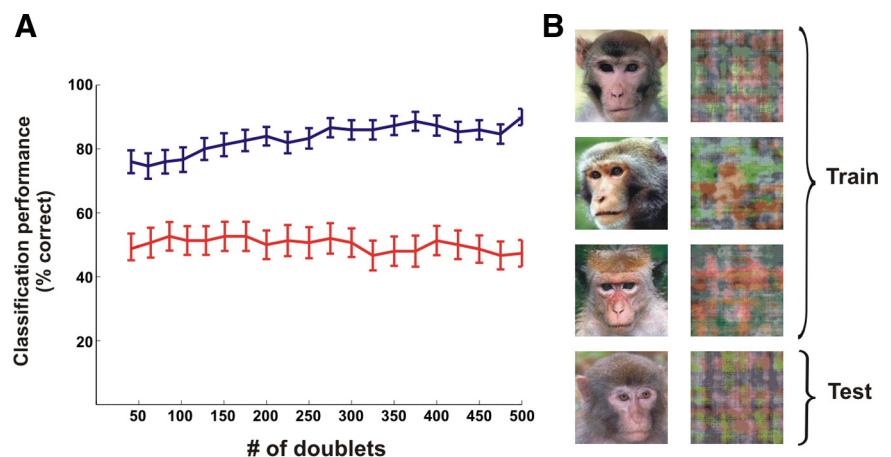 A
Classification performance
(% correct)
100
80
60
40
20
50 100 150 200 250 300 350 400 450 500
# of doublets
B
Train
Test